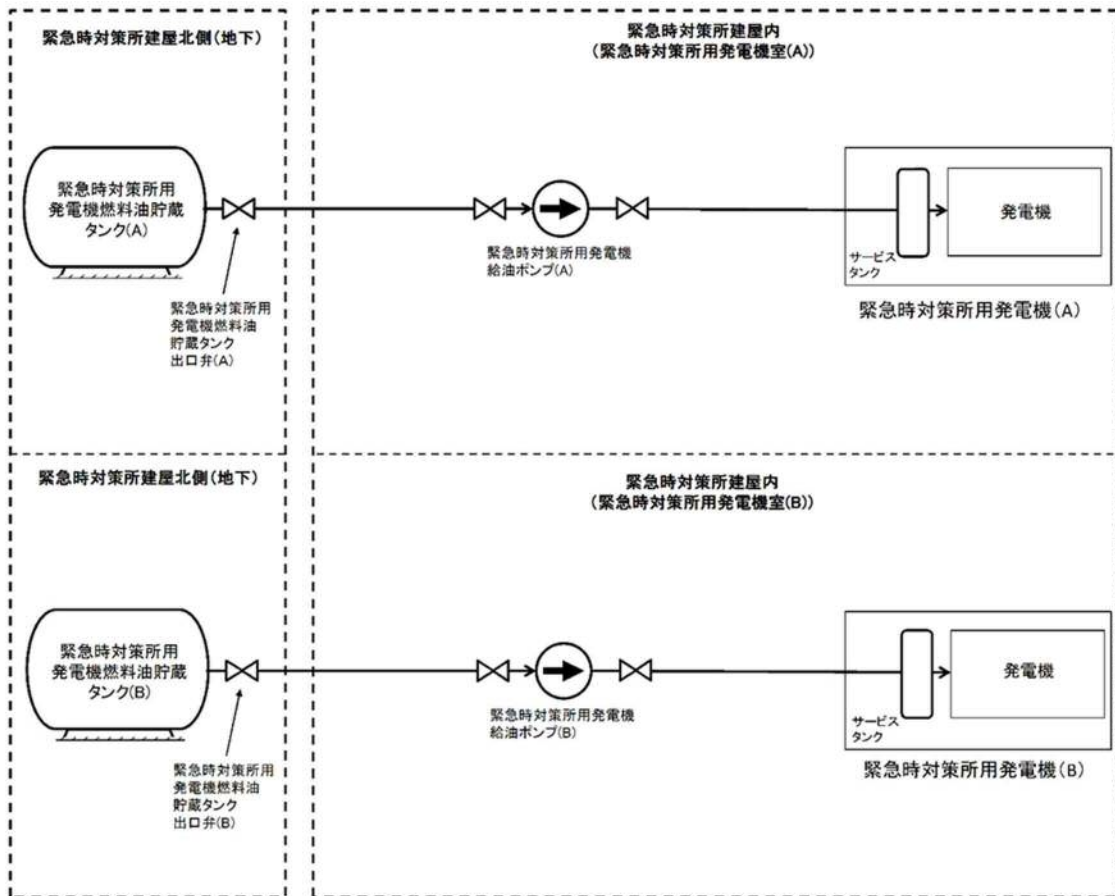 緊急時対策所建屋北側(地下)
緊急時対策所建屋内
(緊急時対策所用発電機室(A))
緊急時対策所用
発電機燃料油貯蔵
タンク(A)
緊急時対策所用
発電機燃料油
貯蔵タンク
出口弁(A)
緊急時対策所用発電機
給油ポンプ(A)
サービス
タンク
発電機
緊急時対策所用発電機(A)
緊急時対策所建屋北側(地下)
緊急時対策所建屋内
(緊急時対策所用発電機室(B))
緊急時対策所用
発電機燃料油貯蔵
タンク(B)
緊急時対策所用
発電機燃料油
貯蔵タンク
出口弁(B)
緊急時対策所用発電機
給油ポンプ(B)
サービス
タンク
発電機
緊急時対策所用発電機(B)